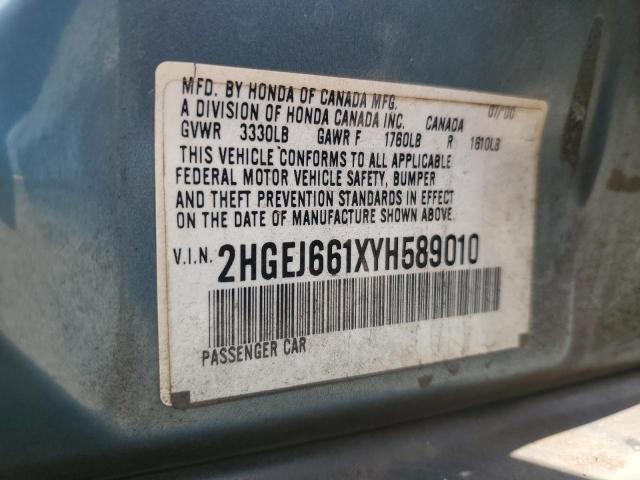 MFD. BY HONDA OF CANADA MFG.
A DIVISION OF HONDA CANADA INC. CANADA 07/00
GVWR 3330LB GAWR F 1780LB R 1810LB
THIS VEHICLE CONFORMS TO ALL APPLICABLE
FEDERAL MOTOR VEHICLE SAFETY, BUMPER
AND THEFT PREVENTION STANDARDS IN EFFECT
ON THE DATE OF MANUFACTURE SHOWN ABOVE.
V.I.N. 2HGEJ661XYH589010
PASSENGER CAR